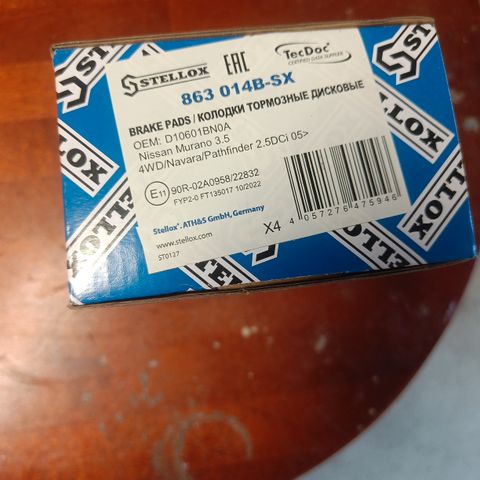 STELLOX
EAC
TecDoc
CERTIFIED DATA SUPPLIER
863 014B-SX
BRAKE PADS / КОЛОДКИ ТОРМОЗНЫЕ ДИСКОВЫЕ
OEM: D10601BN0A
Nissan Murano 3.5
4WD/Navara/Pathfinder 2.5DCi 05>
E11 90R-02A0958/22832
FYP2-0 FT135017 10/2022
Stellox®, ATH&S GmbH, Germany
www.stellox.com
ST0127
X4
4 057276 475946
STELLOX
STELLOX
STELLOX
STELLOX